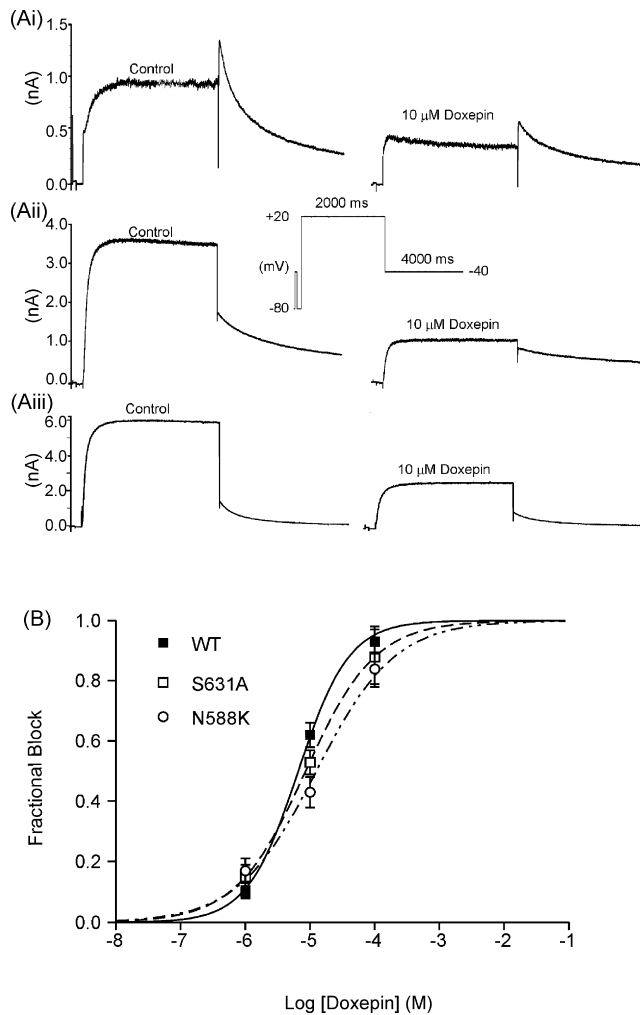 (Ai)
1.5
1.0
0.5
0.0
(nA)
Control
10 μM Doxepin
(Aii)
4.0
3.0
2.0
1.0
0.0
(nA)
Control
2000 ms
+20
(mV)
-80
4000 ms
-40
10 μM Doxepin
(Aiii)
6.0
4.0
2.0
0.0
(nA)
Control
10 μM Doxepin
(B)
1.0
0.8
0.6
0.4
0.2
0.0
Fractional Block
WT
S631A
N588K
-8 -7 -6 -5 -4 -3 -2 -1
Log [Doxepin] (M)